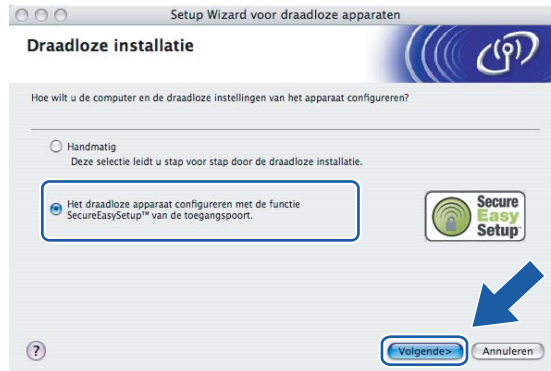 Setup Wizard voor draadloze apparaten
Draadloze installatie
Hoe wilt u de computer en de draadloze instellingen van het apparaat configureren?
Handmatig
Deze selectie leidt u stap voor stap door de draadloze installatie.
Het draadloze apparaat configureren met de functie
SecureEasySetup™ van de toegangspoort.
Secure
Easy
Setup™
?
Volgende>
Annuleren